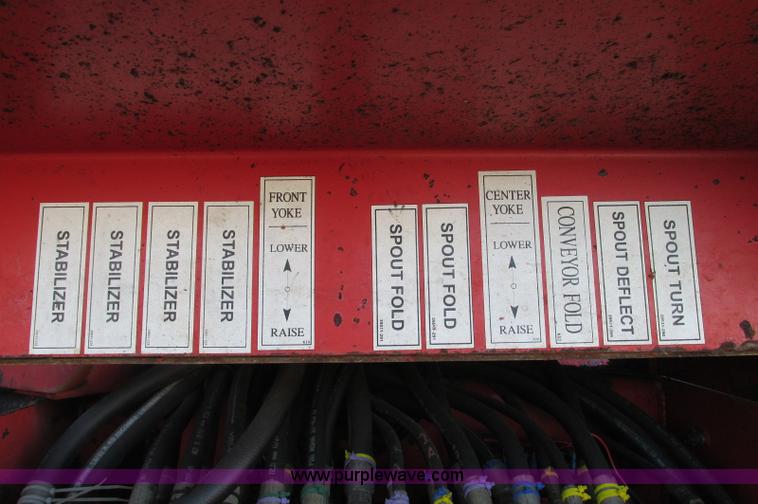 STABILIZER
STABILIZER
STABILIZER
STABILIZER
FRONT
YOKE
LOWER
RAISE
SPOUT FOLD
SPOUT FOLD
CENTER
YOKE
LOWER
RAISE
CONVEYOR FOLD
SPOUT DEFLECT
SPOUT TURN
www.purplewave.com